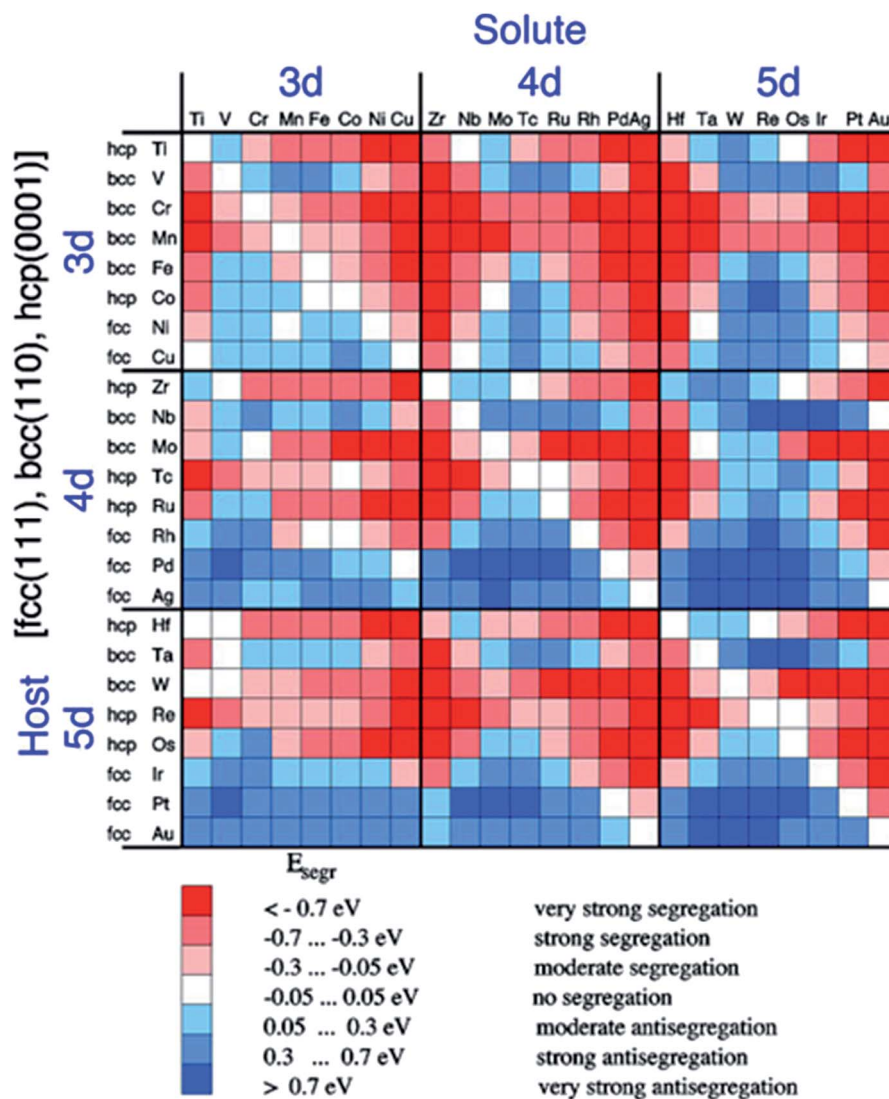 Solute
3d 4d 5d
Ti V Cr Mn Fe Co Ni Cu Zr Nb Mo Tc Ru Rh Pd Ag Hf Ta W Re Os Ir Pt Au
Host [fcc(111), bcc(110), hcp(0001)]
3d
hcp Ti
bcc V
bcc Cr
bcc Mn
bcc Fe
hcp Co
fcc Ni
fcc Cu
4d
hcp Zr
bcc Nb
bcc Mo
hcp Tc
hcp Ru
fcc Rh
fcc Pd
fcc Ag
5d
hcp Hf
bcc Ta
bcc W
hcp Re
hcp Os
fcc Ir
fcc Pt
fcc Au
Esegr
< - 0.7 eV very strong segregation
-0.7 ... -0.3 eV strong segregation
-0.3 ... -0.05 eV moderate segregation
-0.05 ... 0.05 eV no segregation
0.05 ... 0.3 eV moderate antisegregation
0.3 ... 0.7 eV strong antisegregation
> 0.7 eV very strong antisegregation